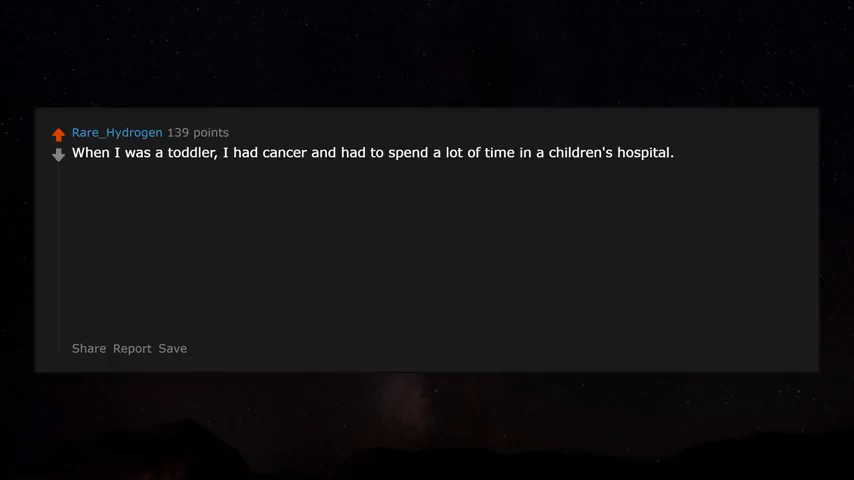 Rare_Hydrogen 139 points
When I was a toddler, I had cancer and had to spend a lot of time in a children's hospital.
Share Report Save